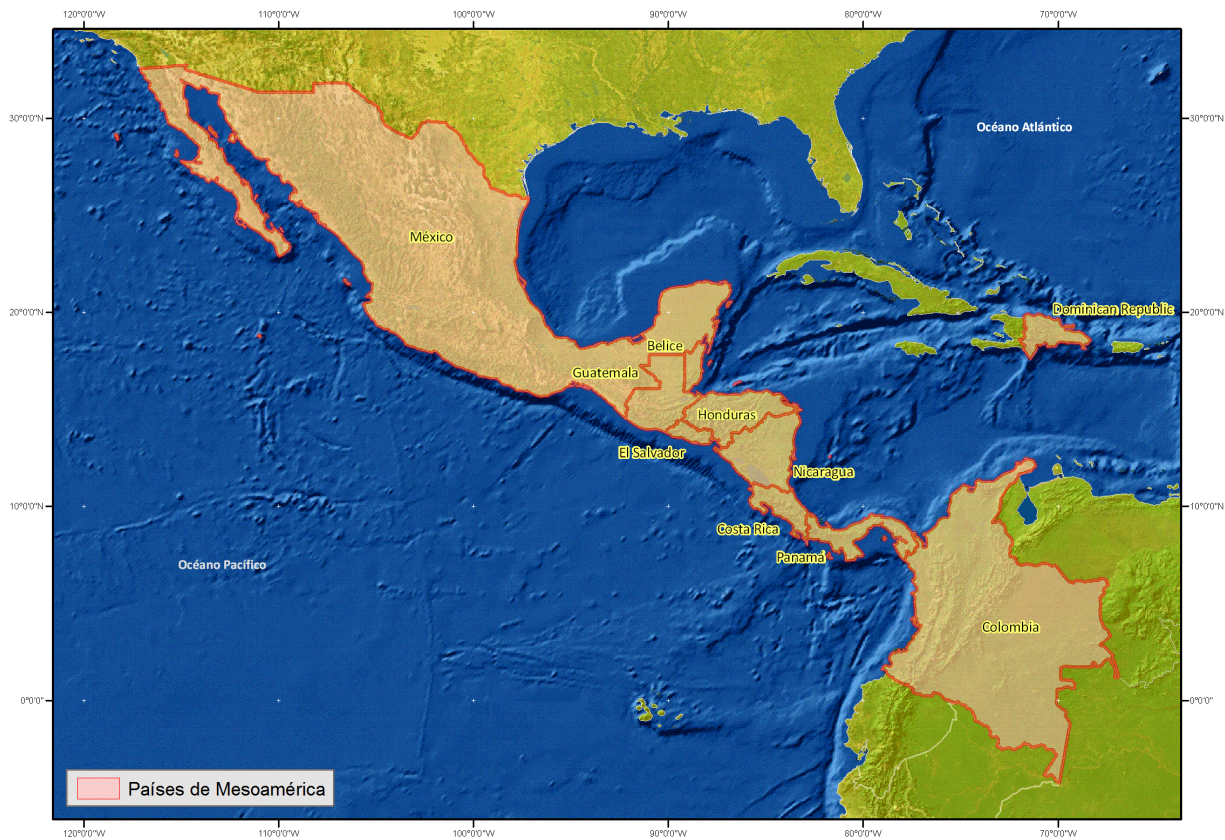 120°0'0"W 110°0'0"W 100°0'0"W 90°0'0"W 80°0'0"W 70°0'0"W
30°0'0"N 30°0'0"N
Océano Atlántico
México
20°0'0"N 20°0'0"N
Dominican Republic
Belice
Guatemala
Honduras
El Salvador
Nicaragua
10°0'0"N 10°0'0"N
Costa Rica
Panamá
Océano Pacífico
Colombia
0°0'0" 0°0'0"
Países de Mesoamérica
120°0'0"W 110°0'0"W 100°0'0"W 90°0'0"W 80°0'0"W 70°0'0"W